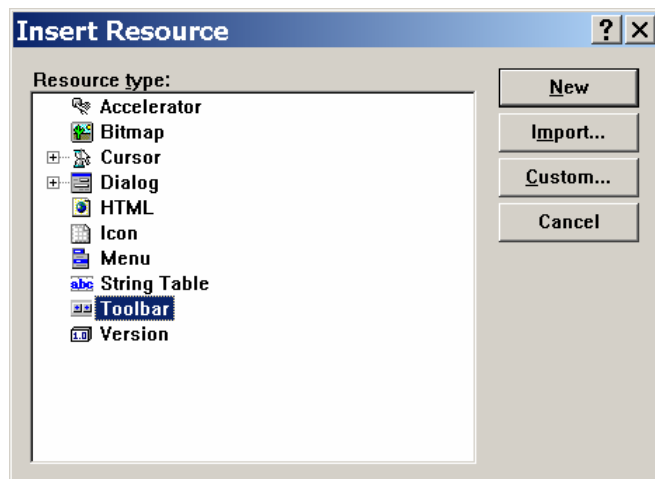 Insert Resource
Resource type:
Accelerator
Bitmap
Cursor
Dialog
HTML
Icon
Menu
abc String Table
Toolbar
1.0 Version
New
Import...
Custom...
Cancel